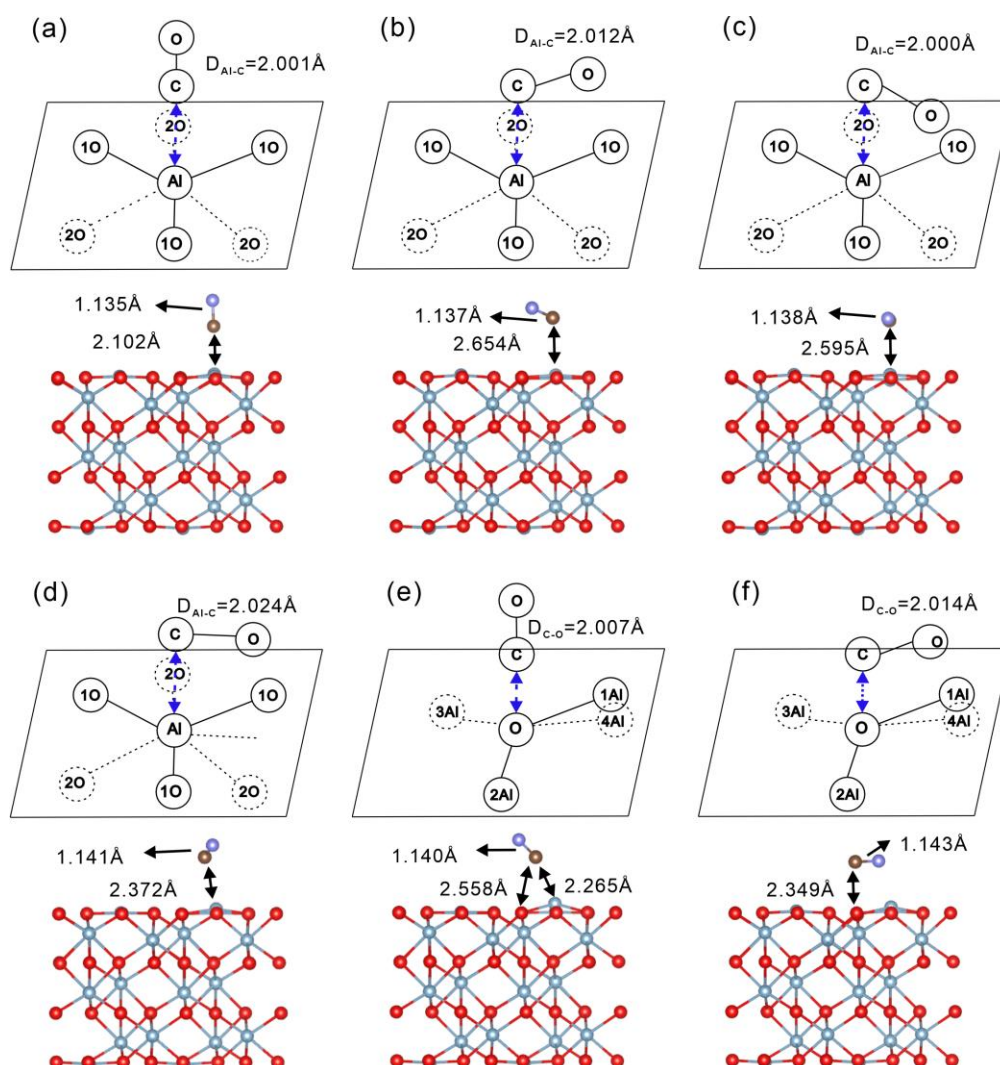 (a)
O
D_Al-C=2.001Å
C
2O
1O
1O
Al
2O
1O
2O
1.135Å
2.102Å
(b)
D_Al-C=2.012Å
C
O
2O
1O
1O
Al
2O
1O
2O
1.137Å
2.654Å
(c)
D_Al-C=2.000Å
C
O
2O
1O
1O
Al
2O
1O
2O
1.138Å
2.595Å
(d)
D_Al-C=2.024Å
C
O
2O
1O
1O
Al
2O
1O
2O
1.141Å
2.372Å
(e)
O
D_C-O=2.007Å
C
3Al
1Al
4Al
O
2Al
1.140Å
2.558Å
2.265Å
(f)
D_C-O=2.014Å
C
O
3Al
1Al
4Al
O
2Al
1.143Å
2.349Å